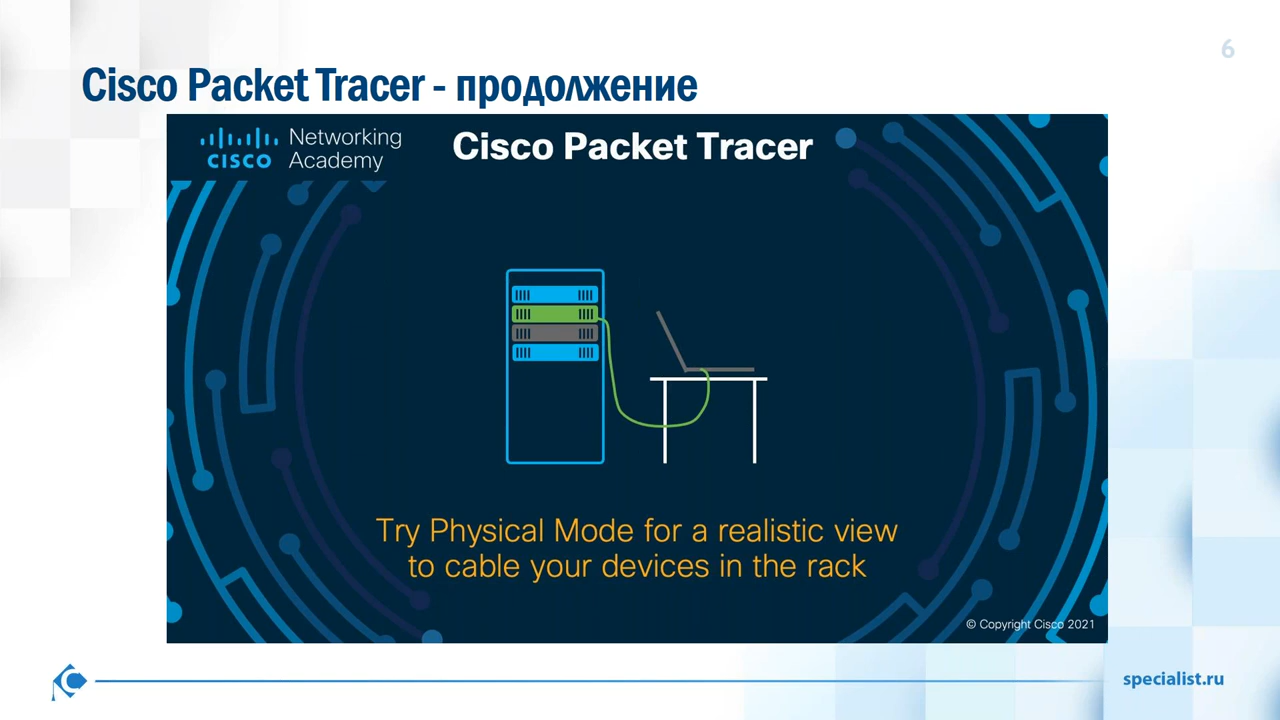 6
Cisco Packet Tracer - продолжение
CISCO
Networking
Academy
Cisco Packet Tracer
Try Physical Mode for a realistic view
to cable your devices in the rack
© Copyright Cisco 2021
specialist.ru